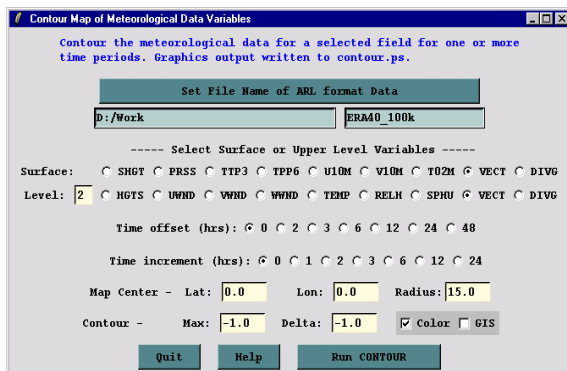 Contour Map of Meteorological Data Variables
Contour the meteorological data for a selected field for one or more
time periods. Graphics output written to contour.ps.
Set File Name of ARL format Data
D:/Work ERA40_100k
----- Select Surface or Upper Level Variables -----
Surface: SHGT PRSS TTP3 TPP6 U10M V10M T02M VECT DIVG
Level: 2 HGTS UWND VWND WWND TEMP RELH SPHU VECT DIVG
Time offset (hrs): 0 2 3 6 12 24 48
Time increment (hrs): 0 1 2 3 6 12 24
Map Center - Lat: 0.0 Lon: 0.0 Radius: 15.0
Contour - Max: -1.0 Delta: -1.0 Color GIS
Quit Help Run CONTOUR